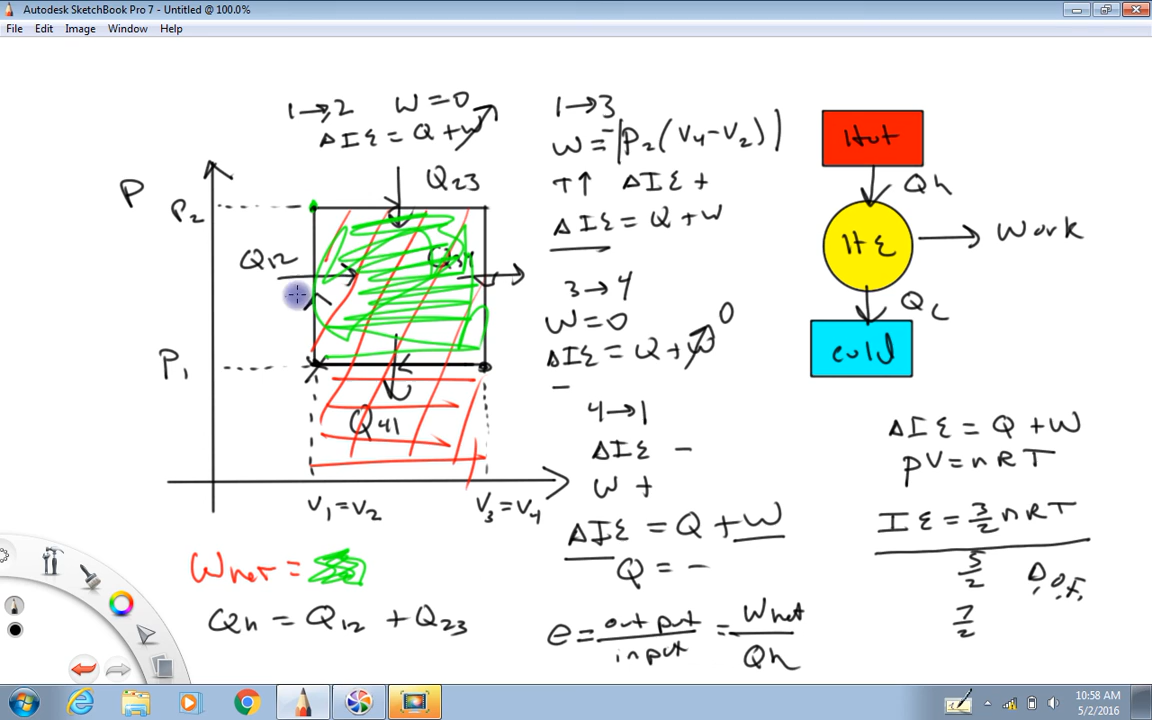 Autodesk SketchBook Pro 7 - Untitled @ 100.0%
File Edit Image Window Help
1→2 W=0
ΔIE = Q + W
P
P2
Q23
Q12
Q34
P1
Q41
V1 = V2
V3 = V4
Wnet =
Qh = Q12 + Q23
1→3
W = -|P2(V4-V2)|
T↑ ΔIE +
ΔIE = Q + W
3→4
W = 0
ΔIE = Q + W 0
-
4→1
ΔIE -
W +
ΔIE = Q + W
Q = -
e = output/input = Wnet/Qh
Hot
Qh
HE
Work
Qc
cold
ΔIE = Q + W
PV = nRT
IE = 3/2 nRT
5/2 D.O.F.
7/2
10:58 AM
5/2/2016